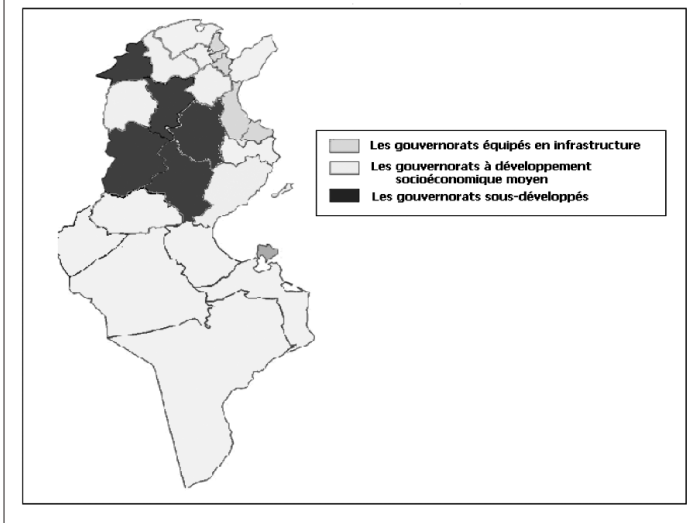 Les gouvernorats équipés en infrastructure
Les gouvernorats à développement
socioéconomique moyen
Les gouvernorats sous-développés